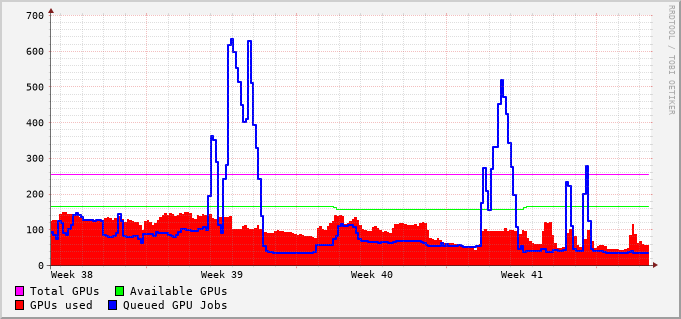 700
600
500
400
300
200
100
0
Week 38 Week 39 Week 40 Week 41
Total GPUs Available GPUs
GPUs used Queued GPU Jobs
RRDTOOL / TOBI OETIKER